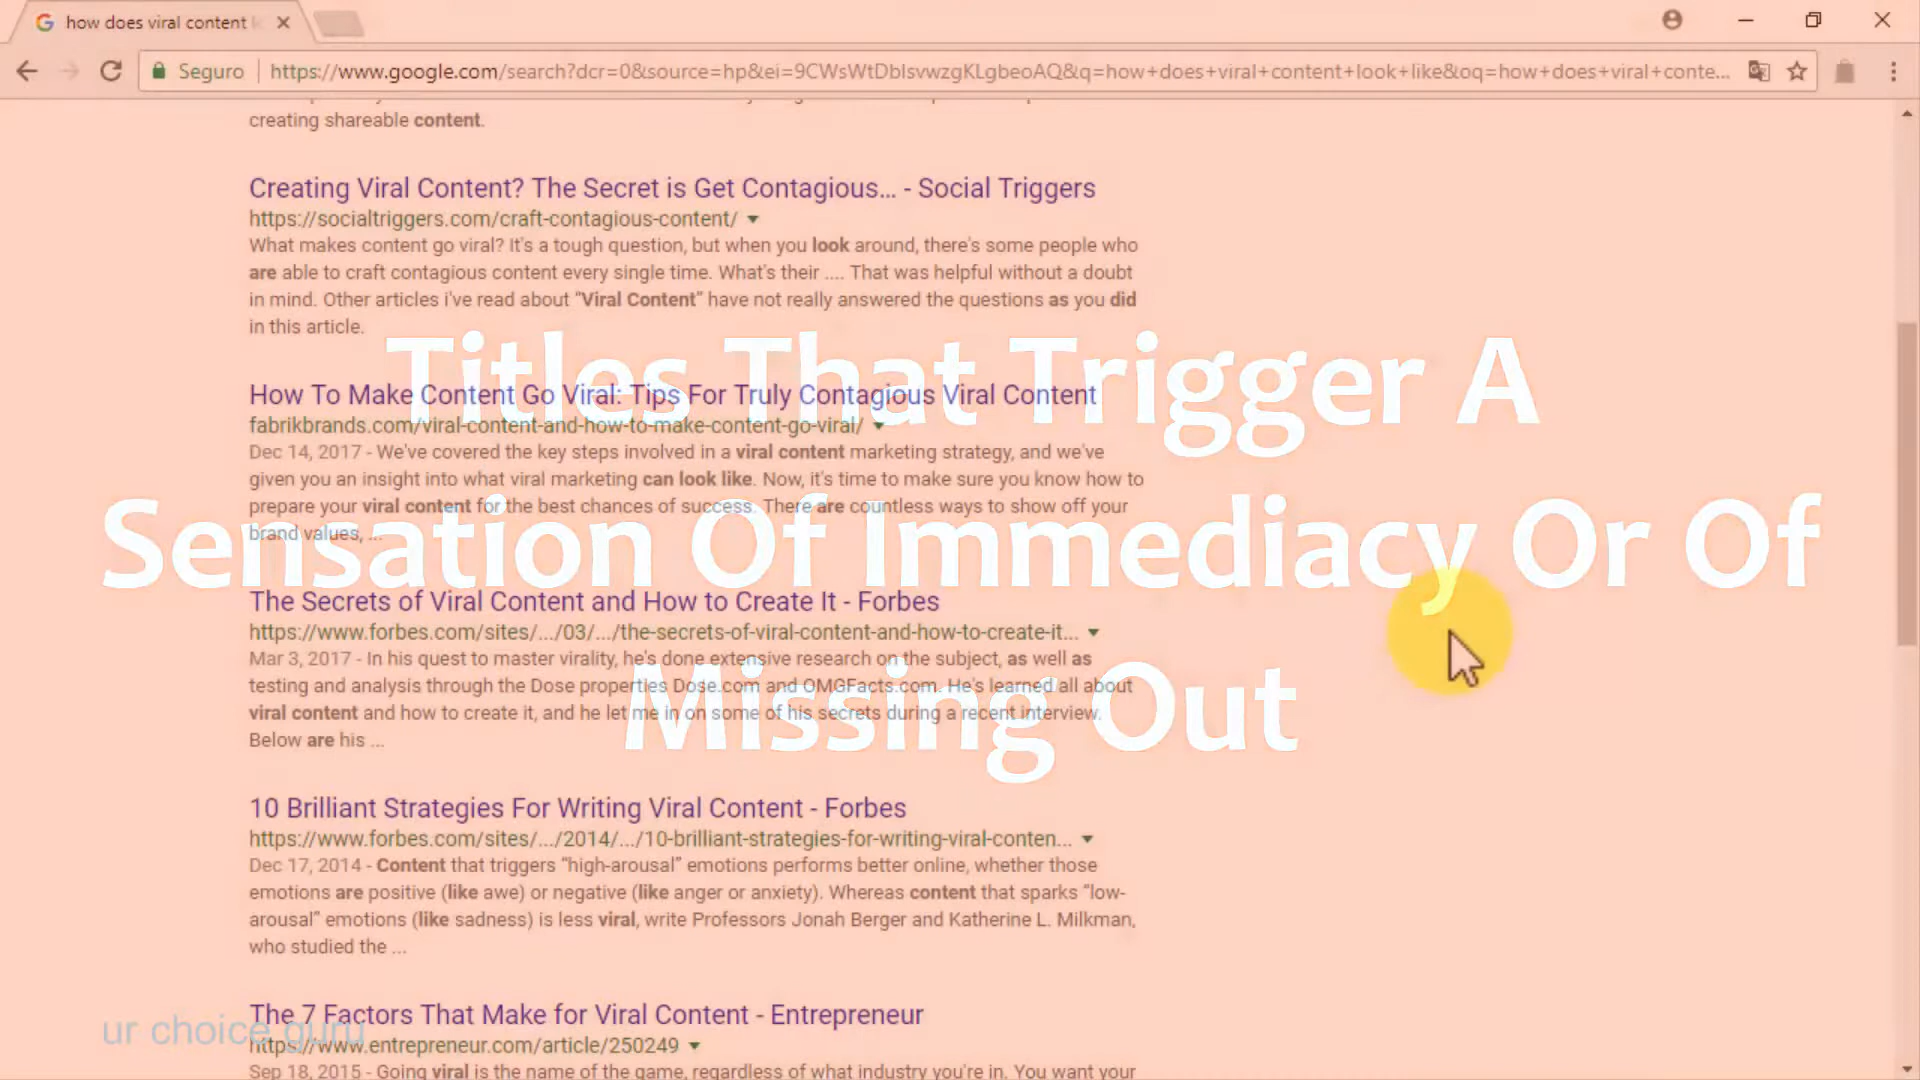 how does viral content
Seguro
https://www.google.com/search?dcr=0&source=hp&ei=9CWsWtDblsvwzgKLgbeoAQ&q=how+does+viral+content+look+like&oq=how+does+viral+conte...
creating shareable content.
Creating Viral Content? The Secret is Get Contagious... - Social Triggers
https://socialtriggers.com/craft-contagious-content/
What makes content go viral? It's a tough question, but when you look around, there's some people who
are able to craft contagious content every single time. What's their .... That was helpful without a doubt
in mind. Other articles i've read about “Viral Content” have not really answered the questions as you did
in this article.
Titles That Trigger A
How To Make Content Go Viral: Tips For Truly Contagious Viral Content
fabrikbrands.com/viral-content-and-how-to-make-content-go-viral/
Dec 14, 2017 - We've covered the key steps involved in a viral content marketing strategy, and we've
given you an insight into what viral marketing can look like. Now, it's time to make sure you know how to
prepare your viral content for the best chances of success. There are countless ways to show off your
brand values, ...
Sensation Of Immediacy Or Of
The Secrets of Viral Content and How to Create It - Forbes
https://www.forbes.com/sites/.../03/.../the-secrets-of-viral-content-and-how-to-create-it...
Mar 3, 2017 - In his quest to master virality, he's done extensive research on the subject, as well as
testing and analysis through the Dose properties Dose.com and OMGFacts.com. He's learned all about
viral content and how to create it, and he let me in on some of his secrets during a recent interview.
Below are his ...
Missing Out
10 Brilliant Strategies For Writing Viral Content - Forbes
https://www.forbes.com/sites/.../2014/.../10-brilliant-strategies-for-writing-viral-conten...
Dec 17, 2014 - Content that triggers “high-arousal” emotions performs better online, whether those
emotions are positive (like awe) or negative (like anger or anxiety). Whereas content that sparks “low-
arousal” emotions (like sadness) is less viral, write Professors Jonah Berger and Katherine L. Milkman,
who studied the ...
The 7 Factors That Make for Viral Content - Entrepreneur
ur choice guru
https://www.entrepreneur.com/article/250249
Sep 18, 2015 - Going viral is the name of the game, regardless of what industry you're in. You want your